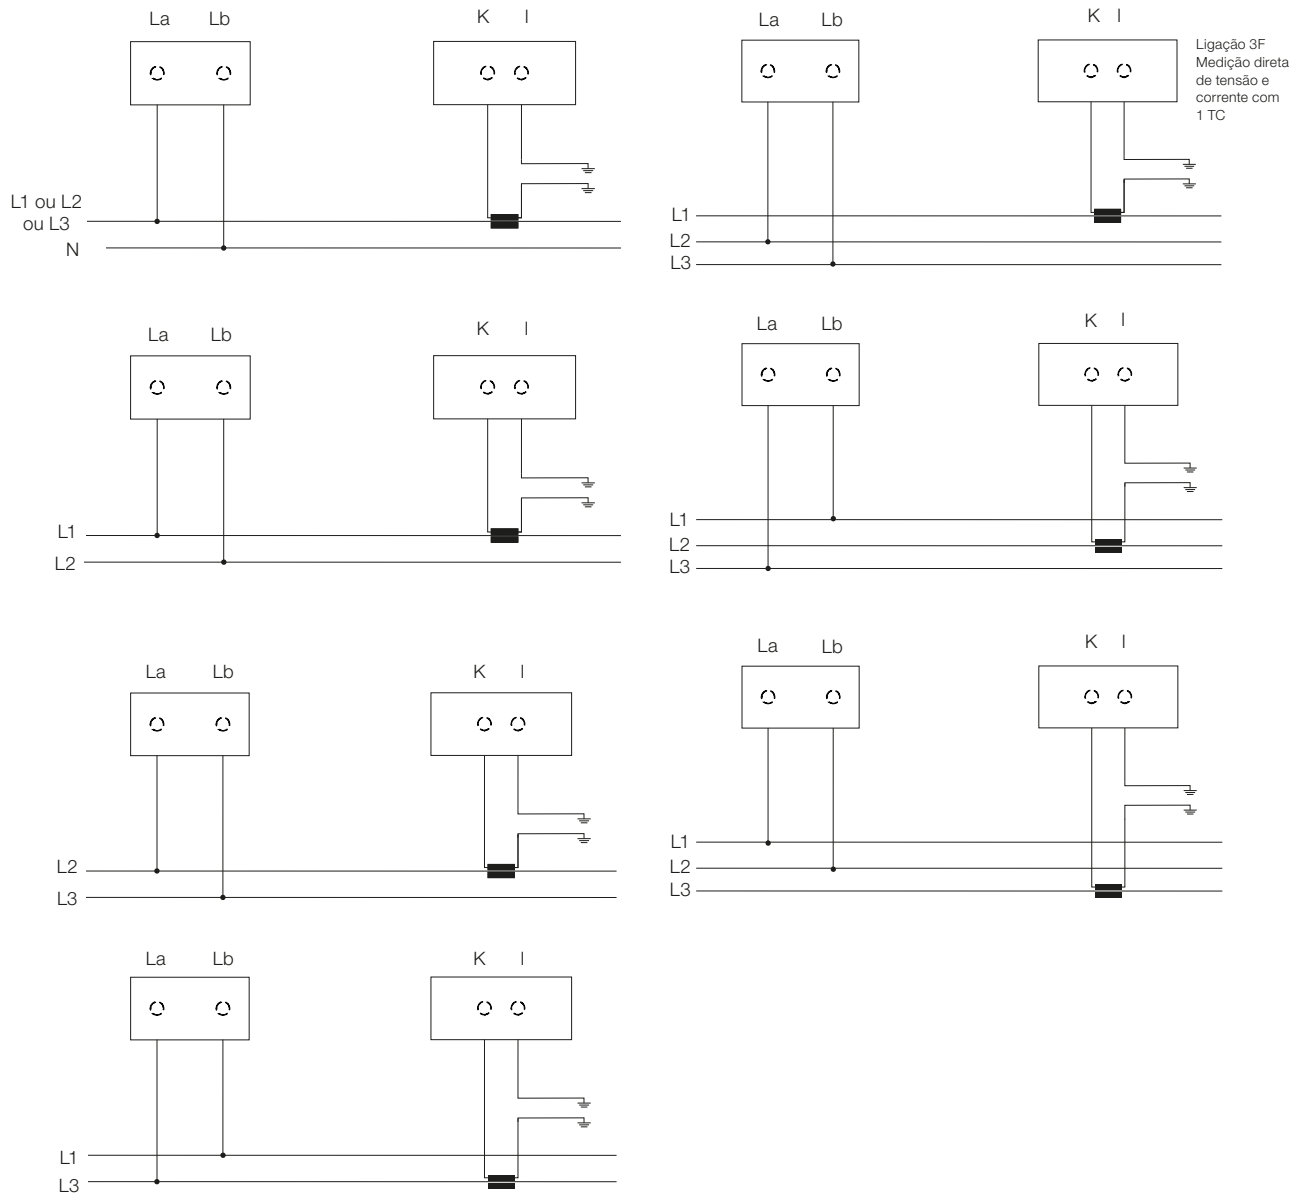 La Lb K l
L1 ou L2
ou L3
N
La Lb K l
L1
L2
La Lb K l
L2
L3
La Lb K l
L1
L3
La Lb K l
Ligação 3F
Medição direta
de tensão e
corrente com
1 TC
L1
L2
L3
La Lb K l
L1
L2
L3
La Lb K l
L1
L2
L3